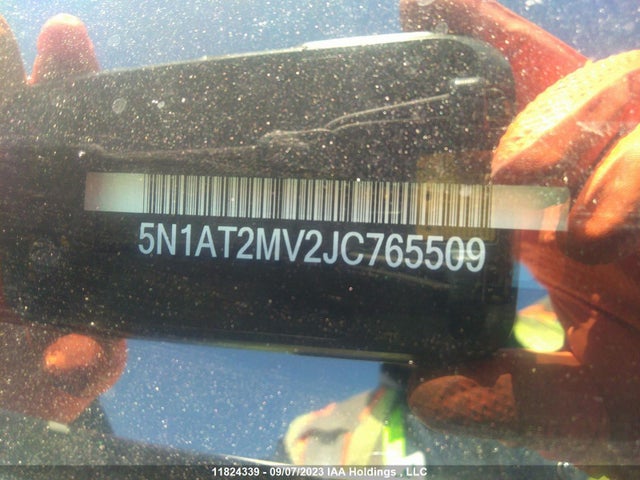 5N1AT2MV2JC765509
11824339 - 09/07/2023 IAA Holdings , LLC